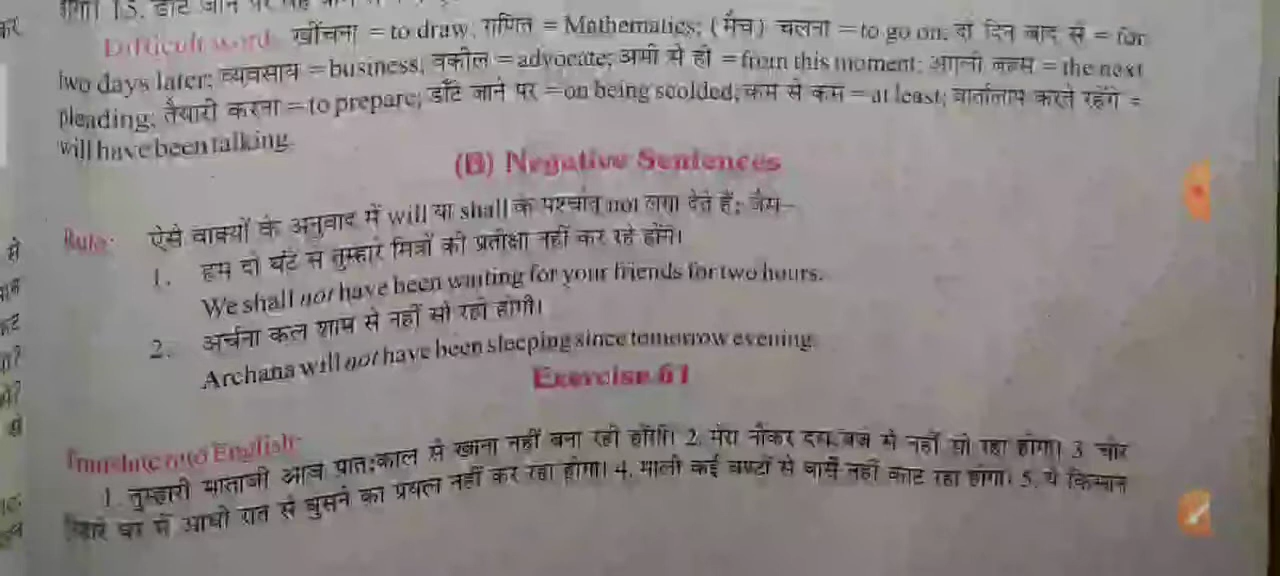 15. डाँट जाने पर
Difficult word: खींचना = to draw; गणित = Mathematics; (मैच) चलना = to go on; दो दिन बाद से = for
two days later; व्यवसाय = business; वकील = advocate; अभी से ही = from this moment; अगली बहस = the next
pleading; तैयारी करना = to prepare; डाँटे जाने पर = on being scolded; कम से कम = at least; वार्तालाप करते रहेंगे =
will have been talking.
(B) Negative Sentences
Rule: ऐसे वाक्यों के अनुवाद में will या shall के पश्चात् not लगा देते हैं; जैसे—
1. हम दो घंटे से तुम्हारे मित्रों की प्रतीक्षा नहीं कर रहे होंगे।
We shall not have been waiting for your friends for two hours.
2. अर्चना कल शाम से नहीं सो रही होगी।
Archana will not have been sleeping since tomorrow evening.
Exercise 61
Translate into English:
1. तुम्हारी माताजी आज प्रातःकाल से खाना नहीं बना रही होंगी। 2. मेरा नौकर दस बजे से नहीं सो रहा होगा। 3. चोर
घर में आधी रात से घुसने का प्रयत्न नहीं कर रहा होगा। 4. माली कई घण्टों से घासें नहीं काट रहा होगा। 5. ये किसान